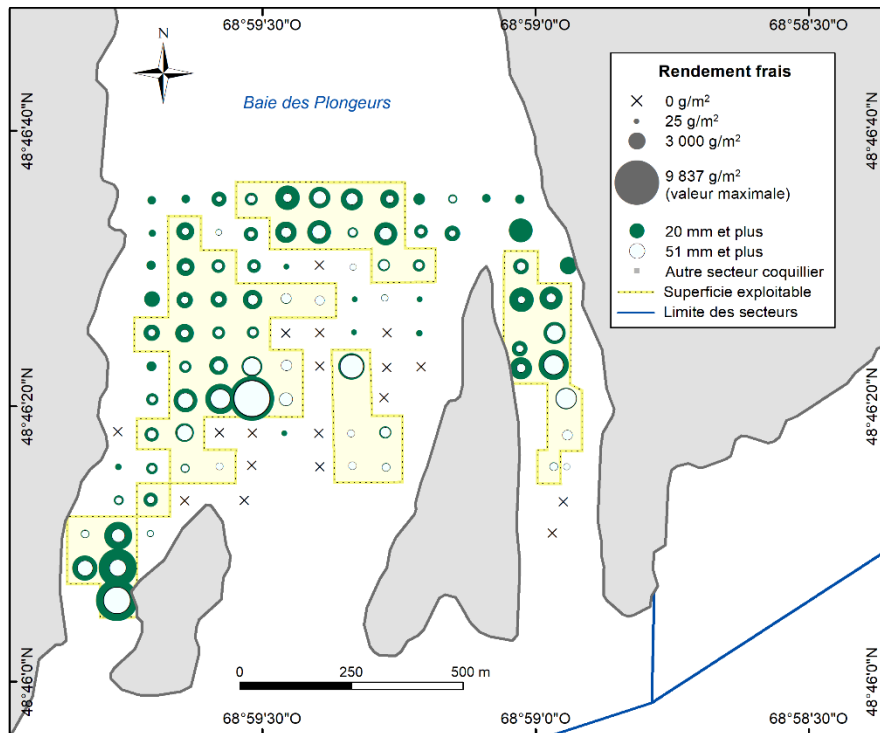 68°59'30"O 68°59'0"O 68°58'30"O
N
Baie des Plongeurs
48°46'40"N 48°46'40"N
Rendement frais
0 g/m²
25 g/m²
3 000 g/m²
9 837 g/m²
(valeur maximale)
20 mm et plus
51 mm et plus
Autre secteur coquillier
Superficie exploitable
Limite des secteurs
48°46'20"N 48°46'20"N
48°46'0"N 48°46'0"N
0 250 500 m
68°59'30"O 68°59'0"O 68°58'30"O